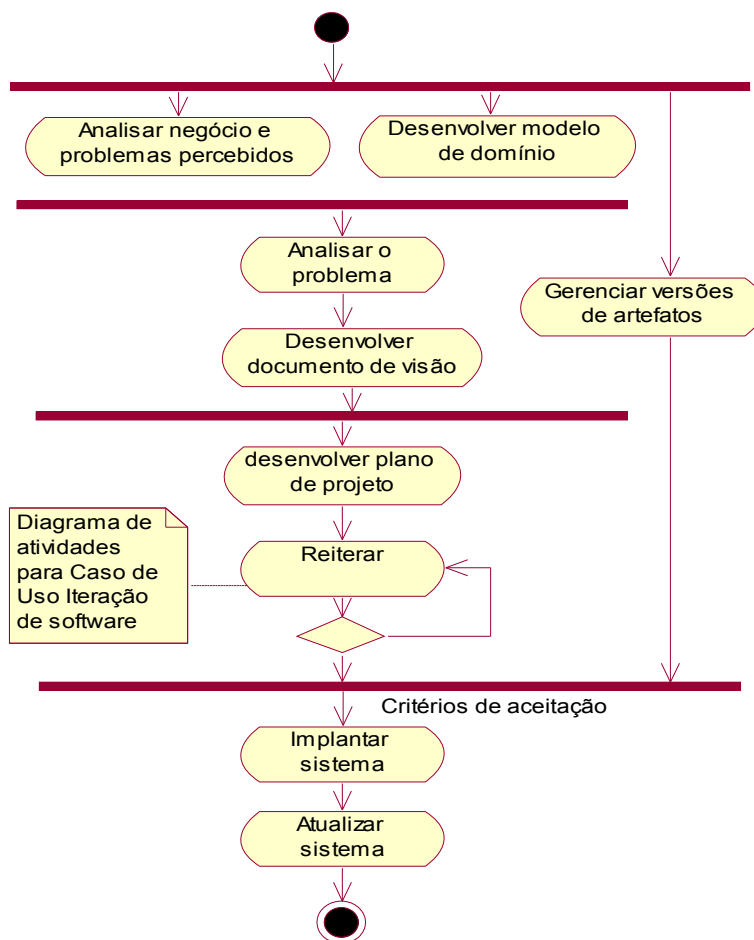 Analisar negócio e
problemas percebidos
Desenvolver modelo
de domínio
Analisar o
problema
Gerenciar versões
de artefatos
Desenvolver
documento de visão
desenvolver plano
de projeto
Diagrama de
atividades
para Caso de
Uso Iteração
de software
Reiterar
Critérios de aceitação
Implantar
sistema
Atualizar
sistema